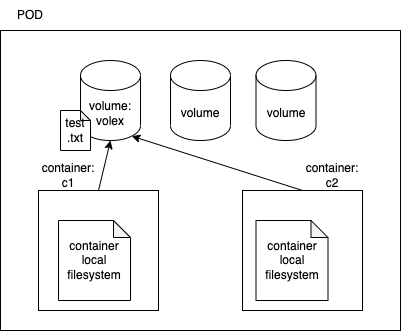 POD
volume:
volex
volume
volume
test
.txt
container:
c1
container:
c2
container
local
filesystem
container
local
filesystem